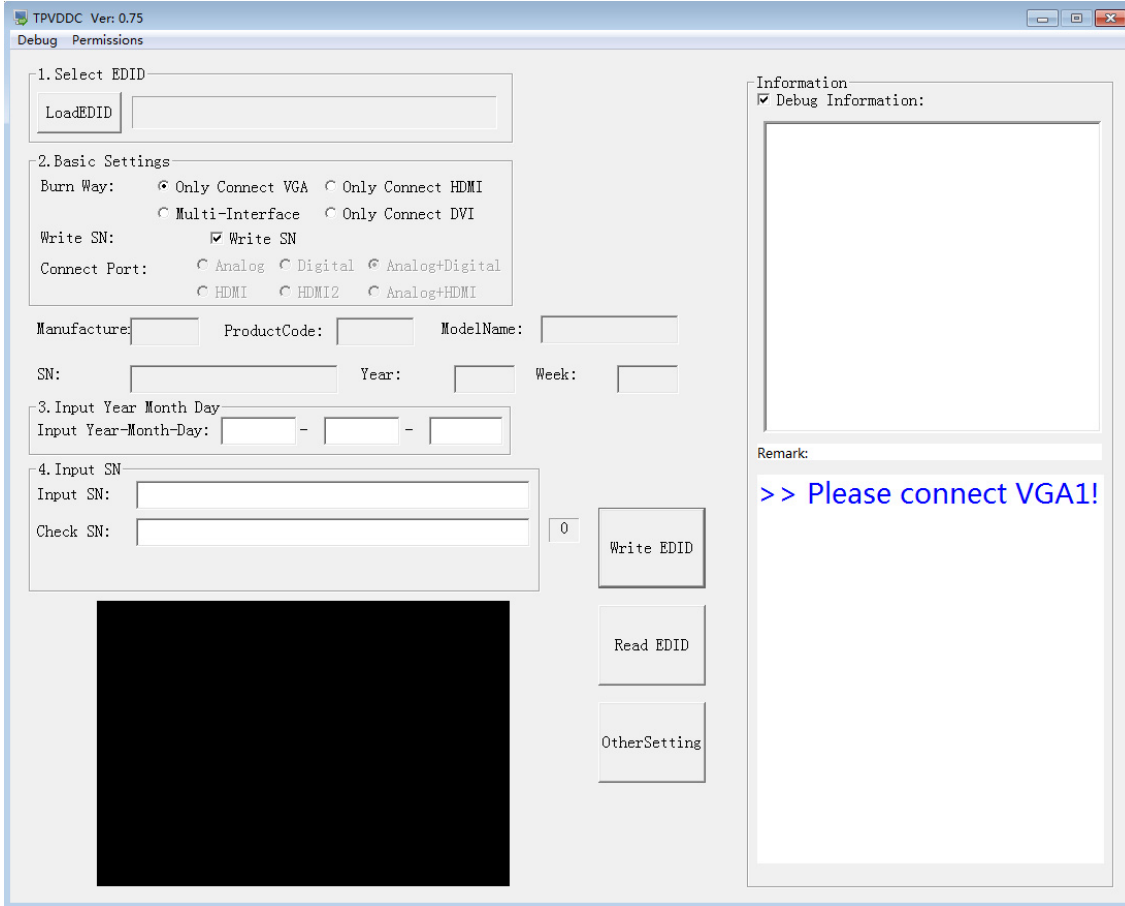 TPVDDC Ver: 0.75
Debug Permissions
1.Select EDID
LoadEDID
2.Basic Settings
Burn Way: Only Connect VGA Only Connect HDMI
Multi-Interface Only Connect DVI
Write SN: Write SN
Connect Port: Analog Digital Analog+Digital
HDMI HDMI2 Analog+HDMI
Manufacture: ProductCode: ModelName:
SN: Year: Week:
3.Input Year Month Day
Input Year-Month-Day: - -
4.Input SN
Input SN:
Check SN:
0
Write EDID
Read EDID
OtherSetting
Information
Debug Information:
Remark:
>> Please connect VGA1!